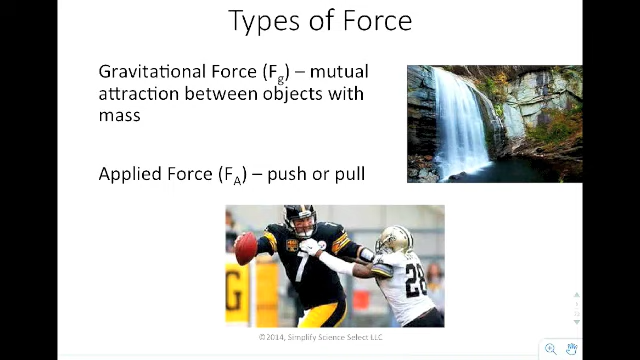 Types of Force
Gravitational Force (Fg) – mutual
attraction between objects with
mass
Applied Force (FA) – push or pull
7
28
©2014, Simplify Science Select LLC